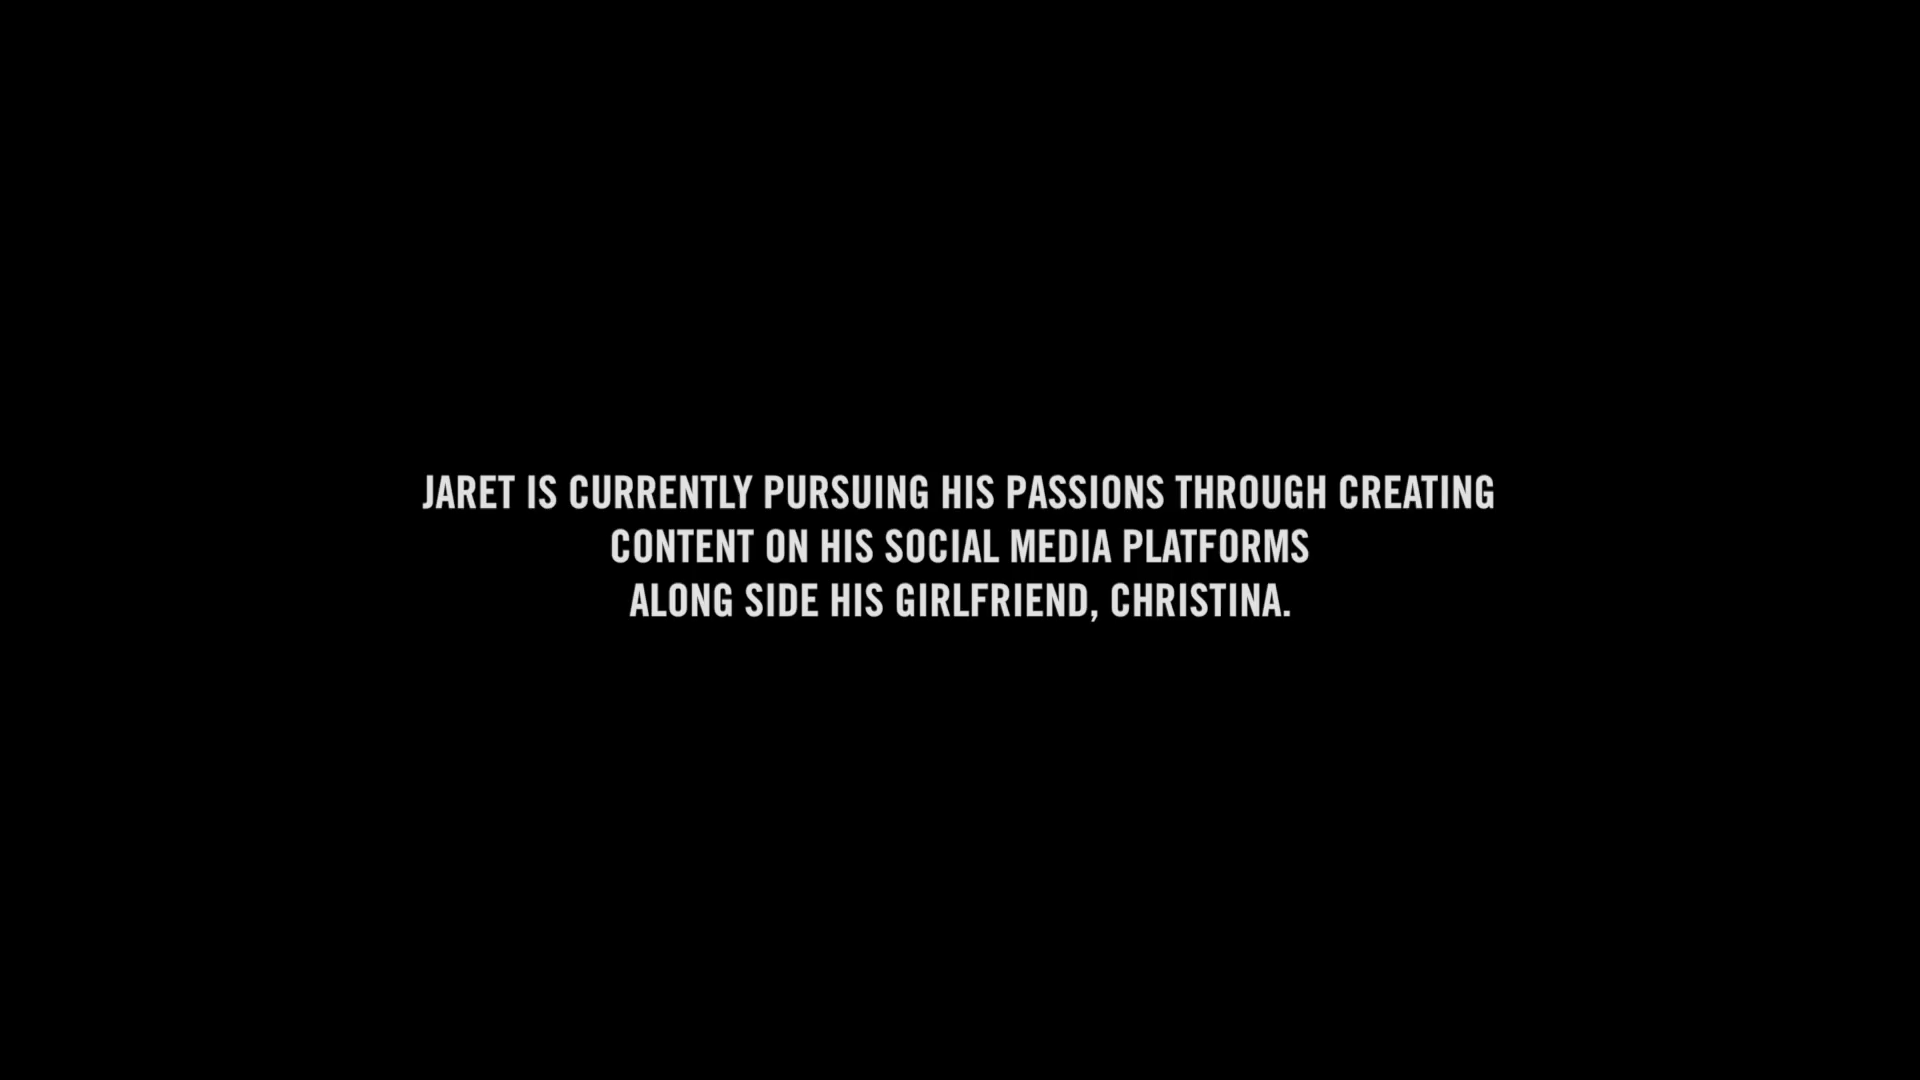 JARET IS CURRENTLY PURSUING HIS PASSIONS THROUGH CREATING
CONTENT ON HIS SOCIAL MEDIA PLATFORMS
ALONG SIDE HIS GIRLFRIEND, CHRISTINA.